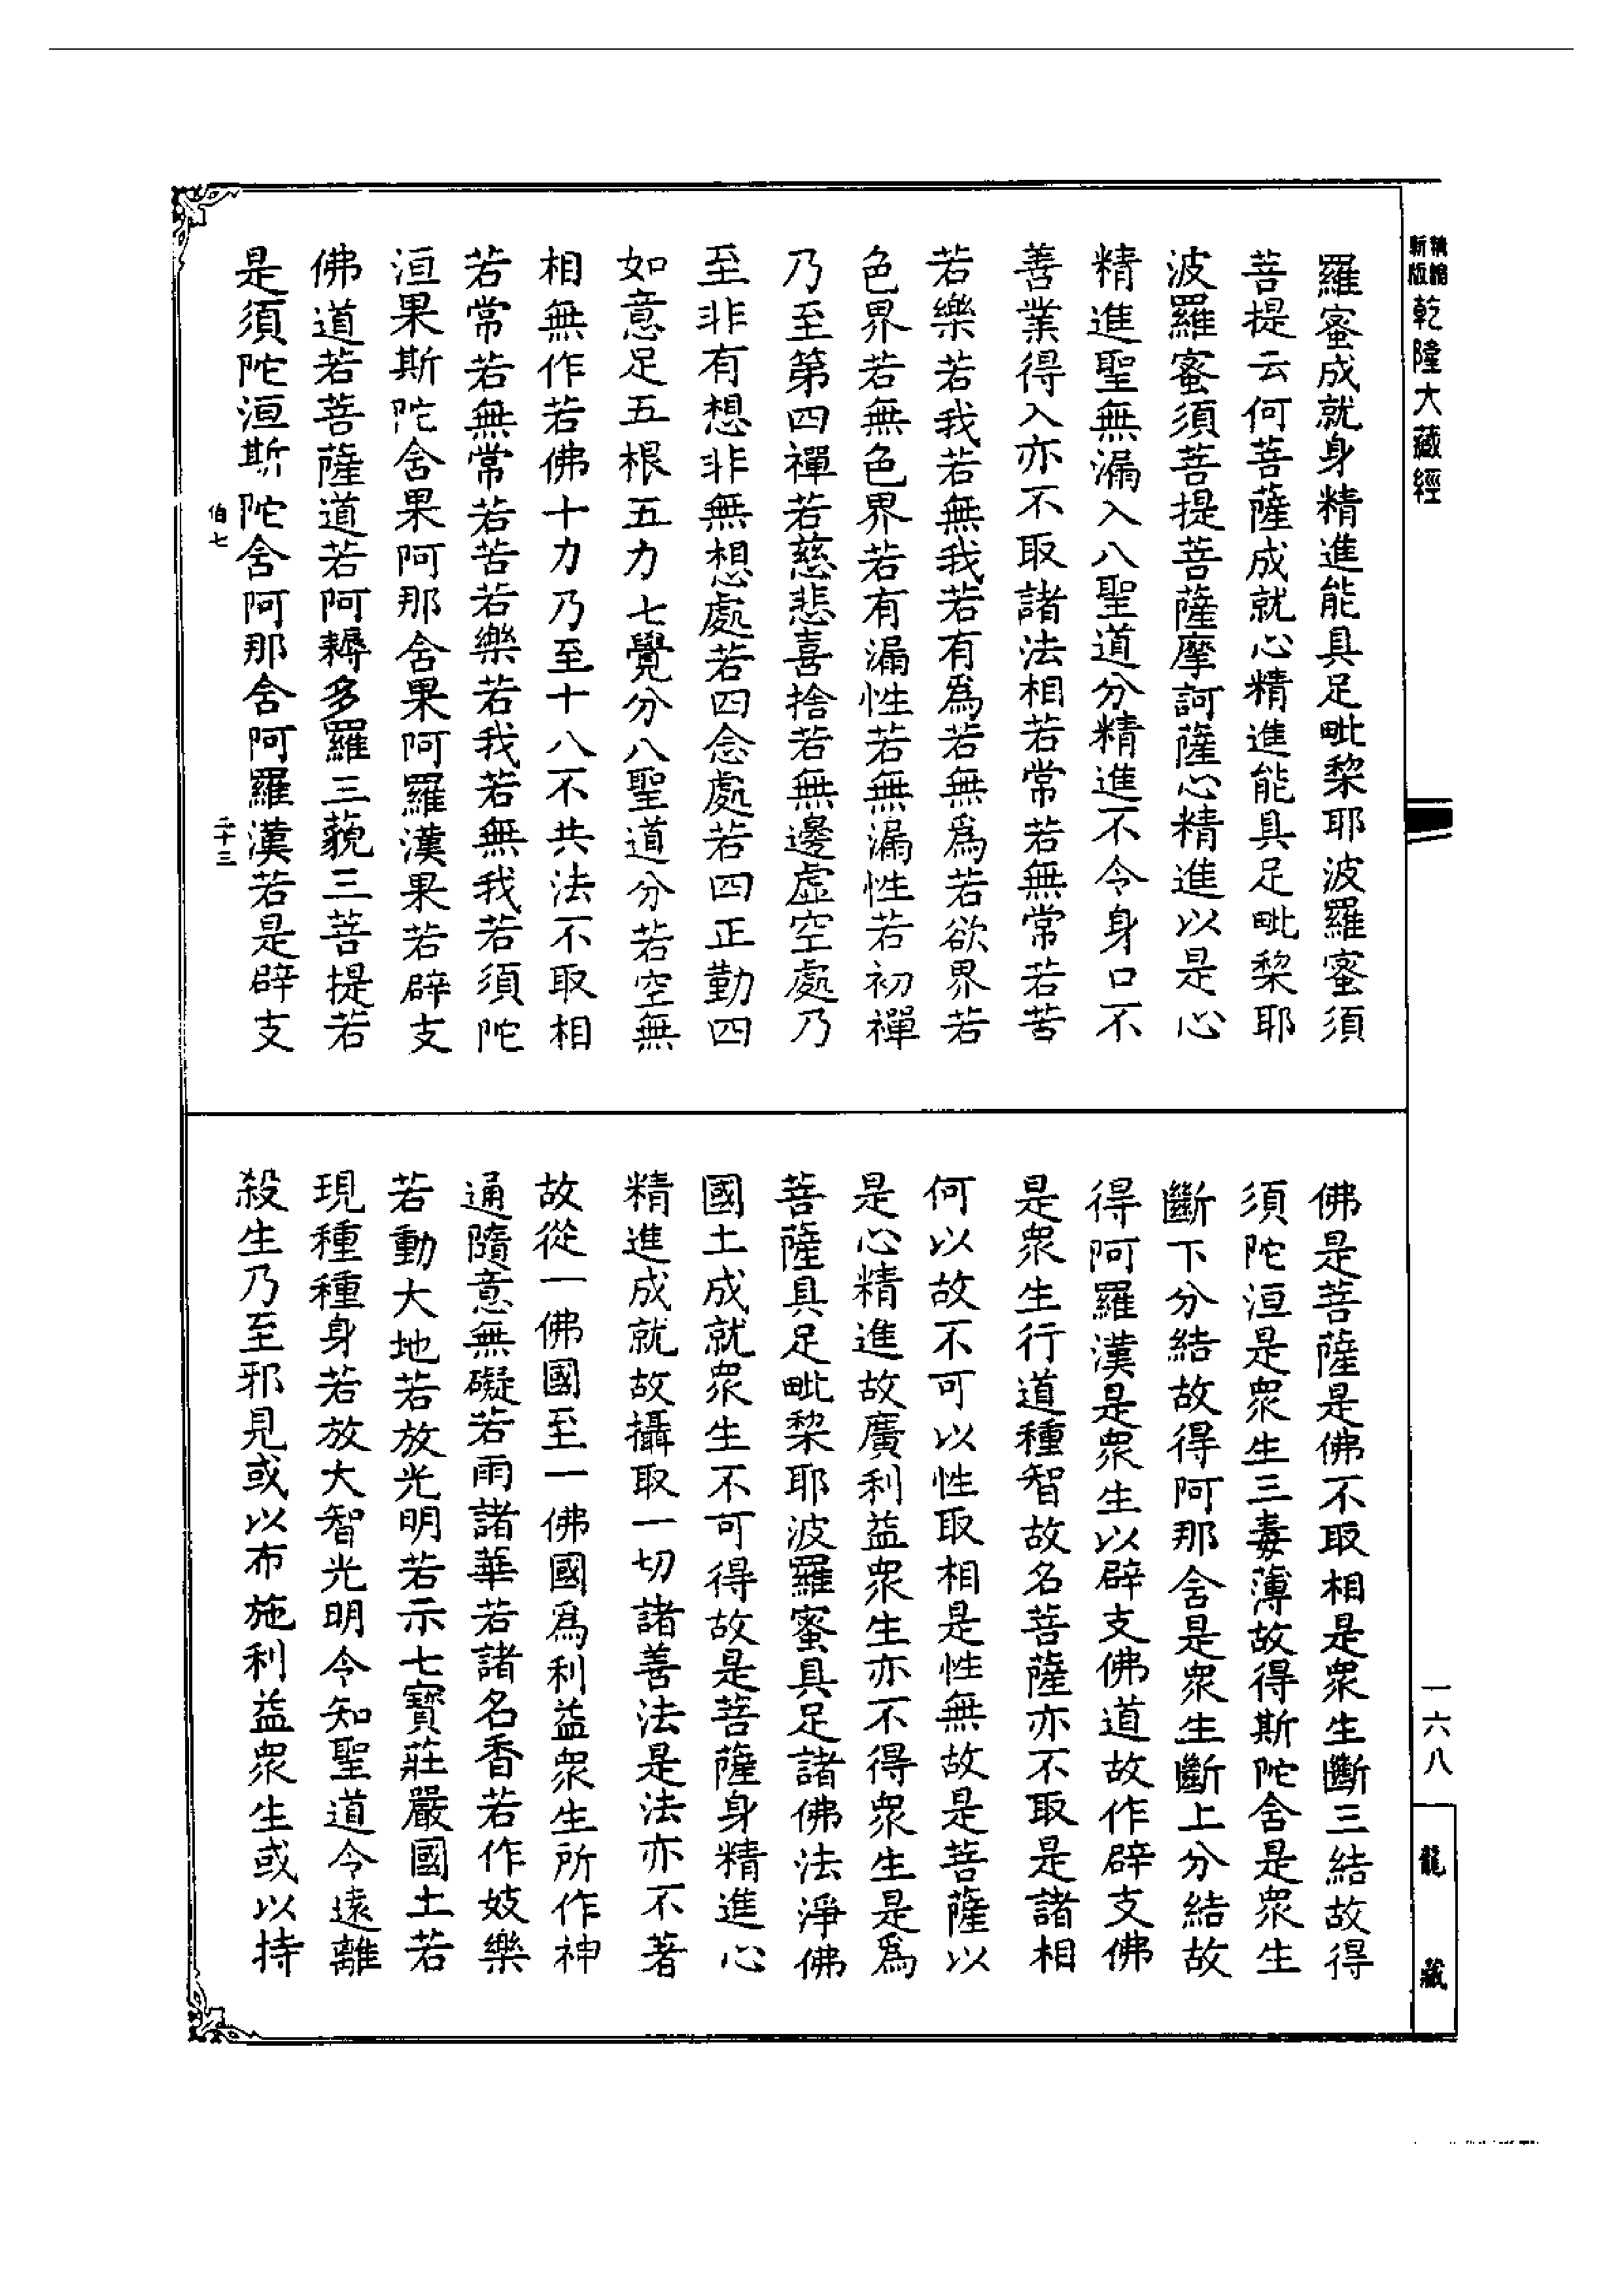 新版
精縮
乾隆大藏經
羅蜜成就身精進能具足毗棃耶波羅蜜須
菩提云何菩薩成就心精進能具足毗棃耶
波羅蜜須菩提菩薩摩訶薩心精進以是心
精進聖無漏入八聖道分精進不令身口不
善業得入亦不取諸法相若常若無常若苦
若樂若我若無我若有為若無為若欲界若
色界若無色界若有漏性若無漏性若初禪
乃至第四禪若慈悲喜捨若無邊虛空處乃
至非有想非無想處若四念處若四正勤四
如意足五根五力七覺分八聖道分若空無
相無作若佛十力乃至十八不共法不取相
若常若無常若苦若樂若我若無我若須陀
洹果斯陀含果阿那含果阿羅漢果若辟支
佛道若菩薩道若阿耨多羅三藐三菩提若
是須陀洹斯陀含阿那含阿羅漢若是辟支
伯七
二十三
佛是菩薩是佛不取相是眾生斷三結故得
須陀洹是眾生三毒薄故得斯陀含是眾生
斷下分結故得阿那含是眾生斷上分結故
得阿羅漢是眾生以辟支佛道故作辟支佛
是眾生行道種智故名菩薩亦不取是諸相
何以故不可以性取相是性無故是菩薩以
是心精進故廣利益眾生亦不得眾生是為
菩薩具足毗棃耶波羅蜜具足諸佛法淨佛
國土成就眾生不可得故是菩薩身精進心
精進成就故攝取一切諸善法是法亦不著
故從一佛國至一佛國為利益眾生所作神
通隨意無礙若雨諸華若諸名香若作妓樂
若動大地若放光明若示七寶莊嚴國土若
現種種身若放大智光明令知聖道令遠離
殺生乃至邪見或以布施利益眾生或以持
一六八
龍藏